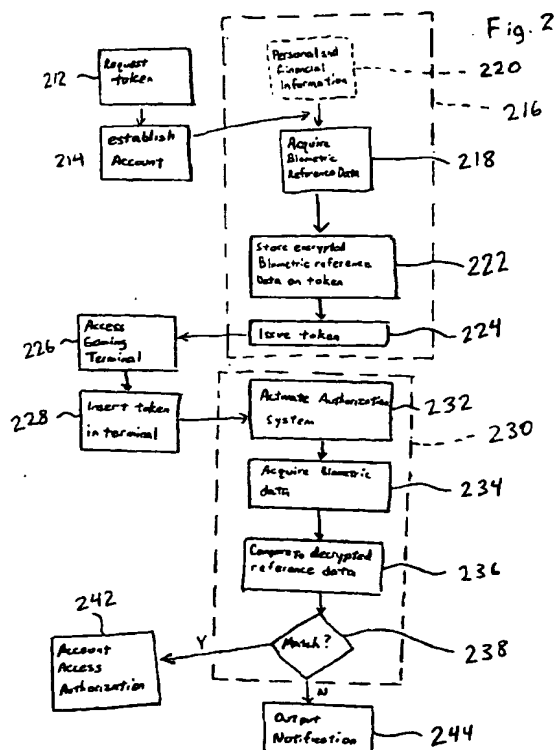 Fig. 2
212
Request
token
Personal and
Financial
Information
220
216
214
establish
Account
Acquire
Biometric
Reference Data
218
Store encrypted
Biometric reference
Data on token
222
Issue token
224
226
Access
Gaming
Terminal
228
Insert token
in terminal
Activate Authorization
System
232
230
Acquire Biometric
data
234
Compare to decrypted
reference data
236
242
Account
Access
Authorization
Y
Match?
238
N
Output
Notification
244